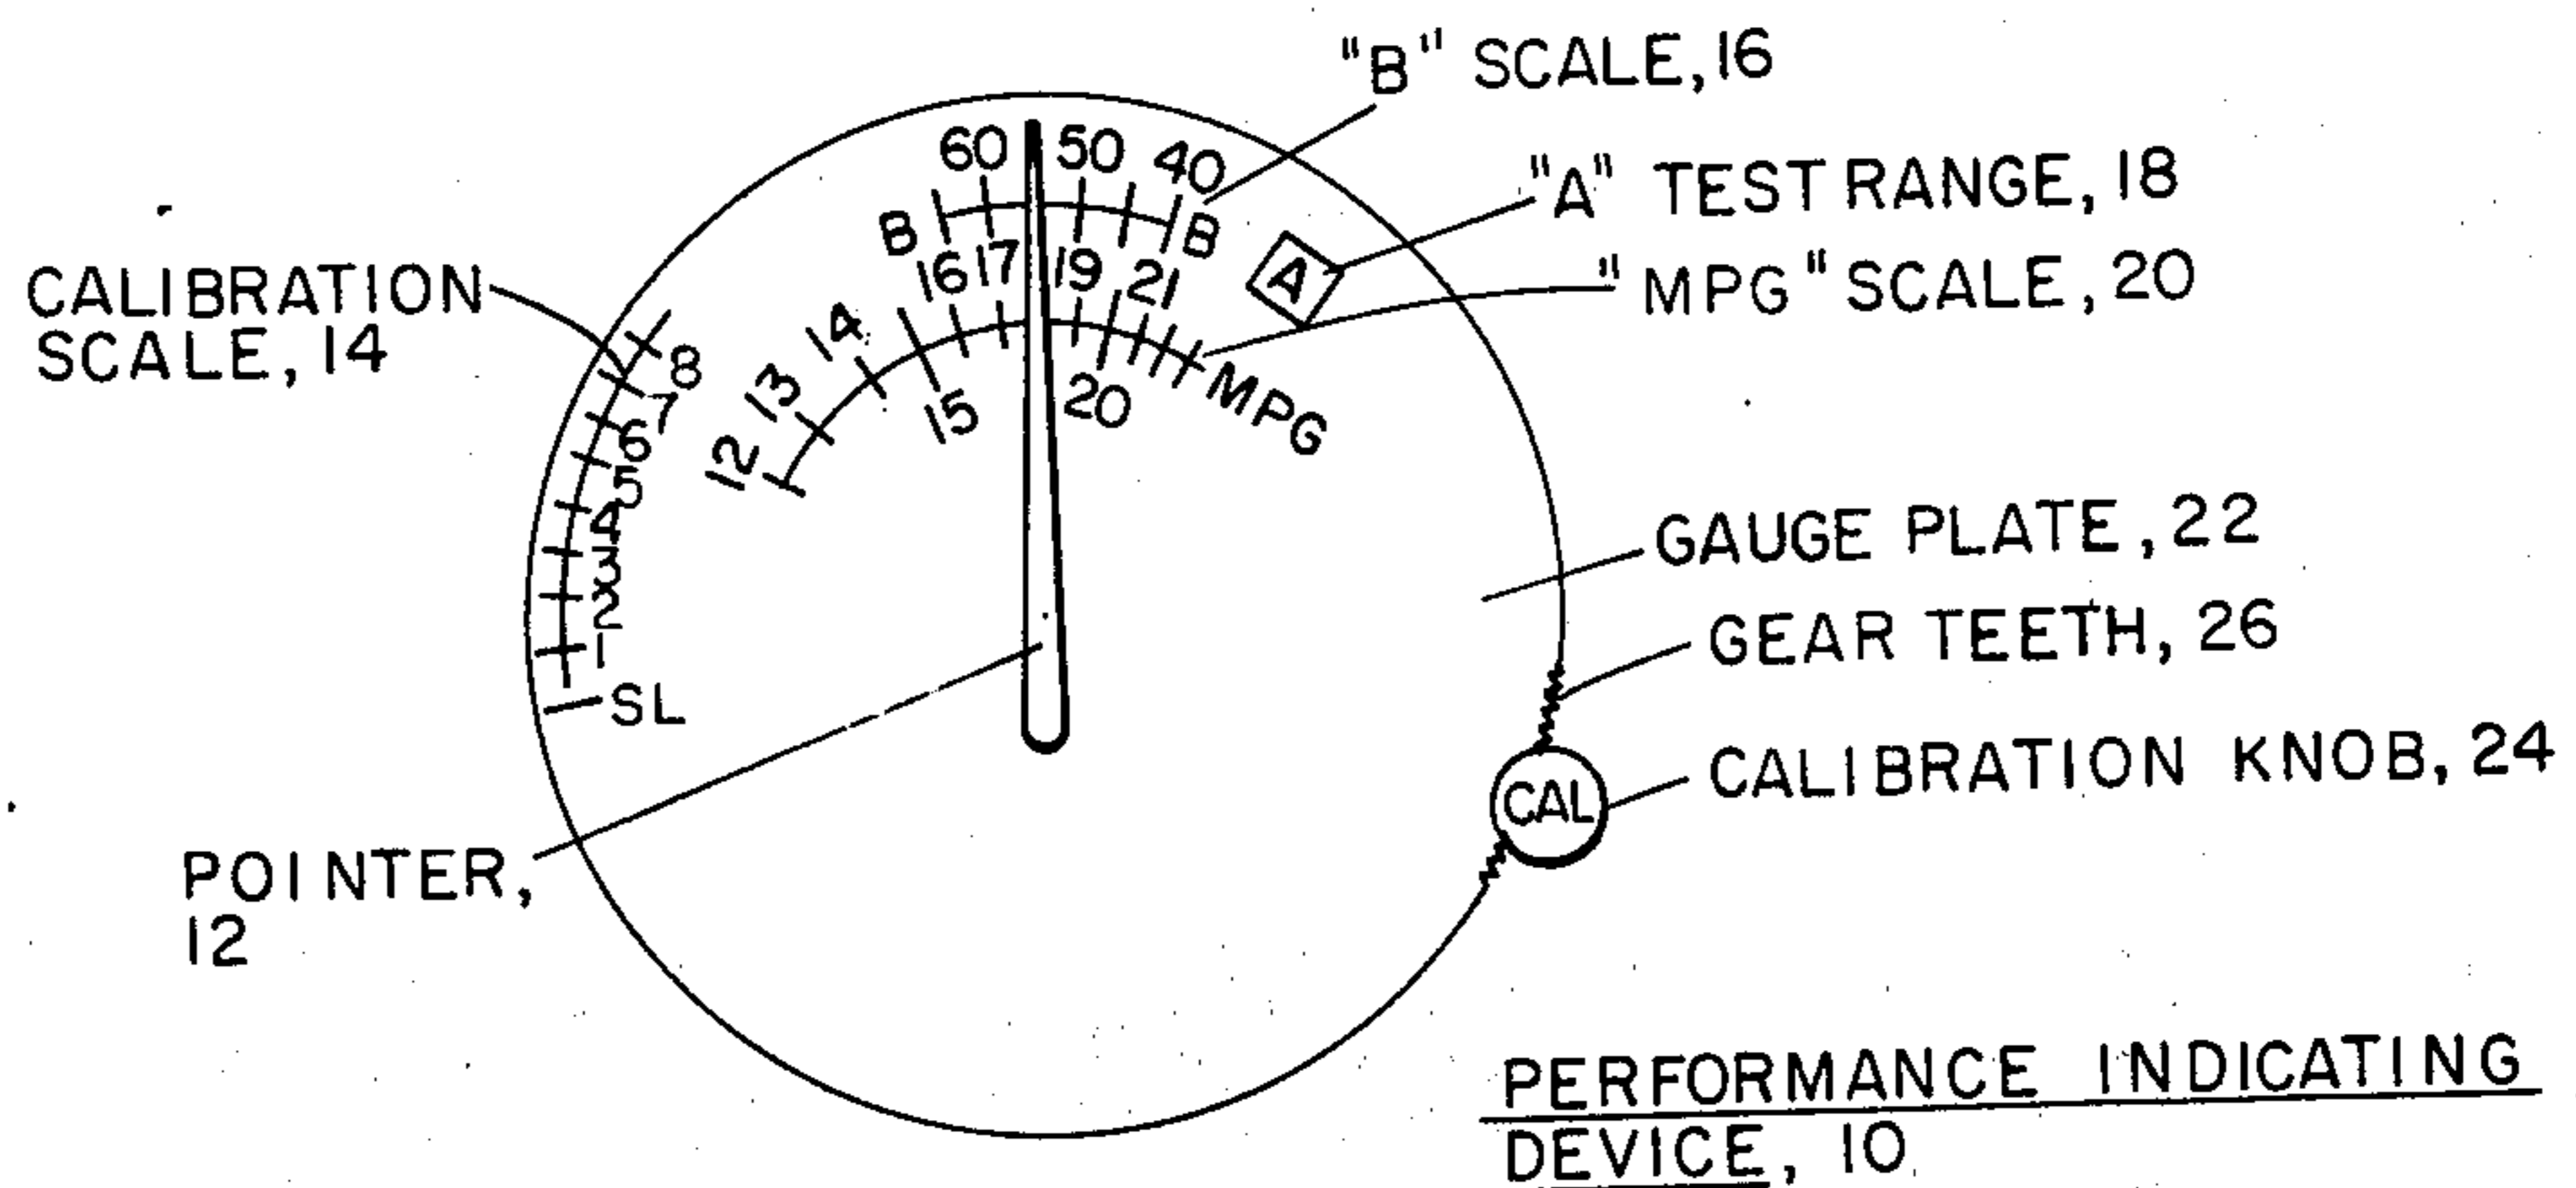 "B" SCALE, 16
"A" TEST RANGE, 18
"MPG" SCALE, 20
CALIBRATION
SCALE, 14
60 50 40
B B
16 17 19 21
12 13 14
15 20
MPG
A
8
7
6
5
4
3
2
1
SL
GAUGE PLATE, 22
GEAR TEETH, 26
CAL
CALIBRATION KNOB, 24
POINTER,
12
PERFORMANCE INDICATING
DEVICE, 10